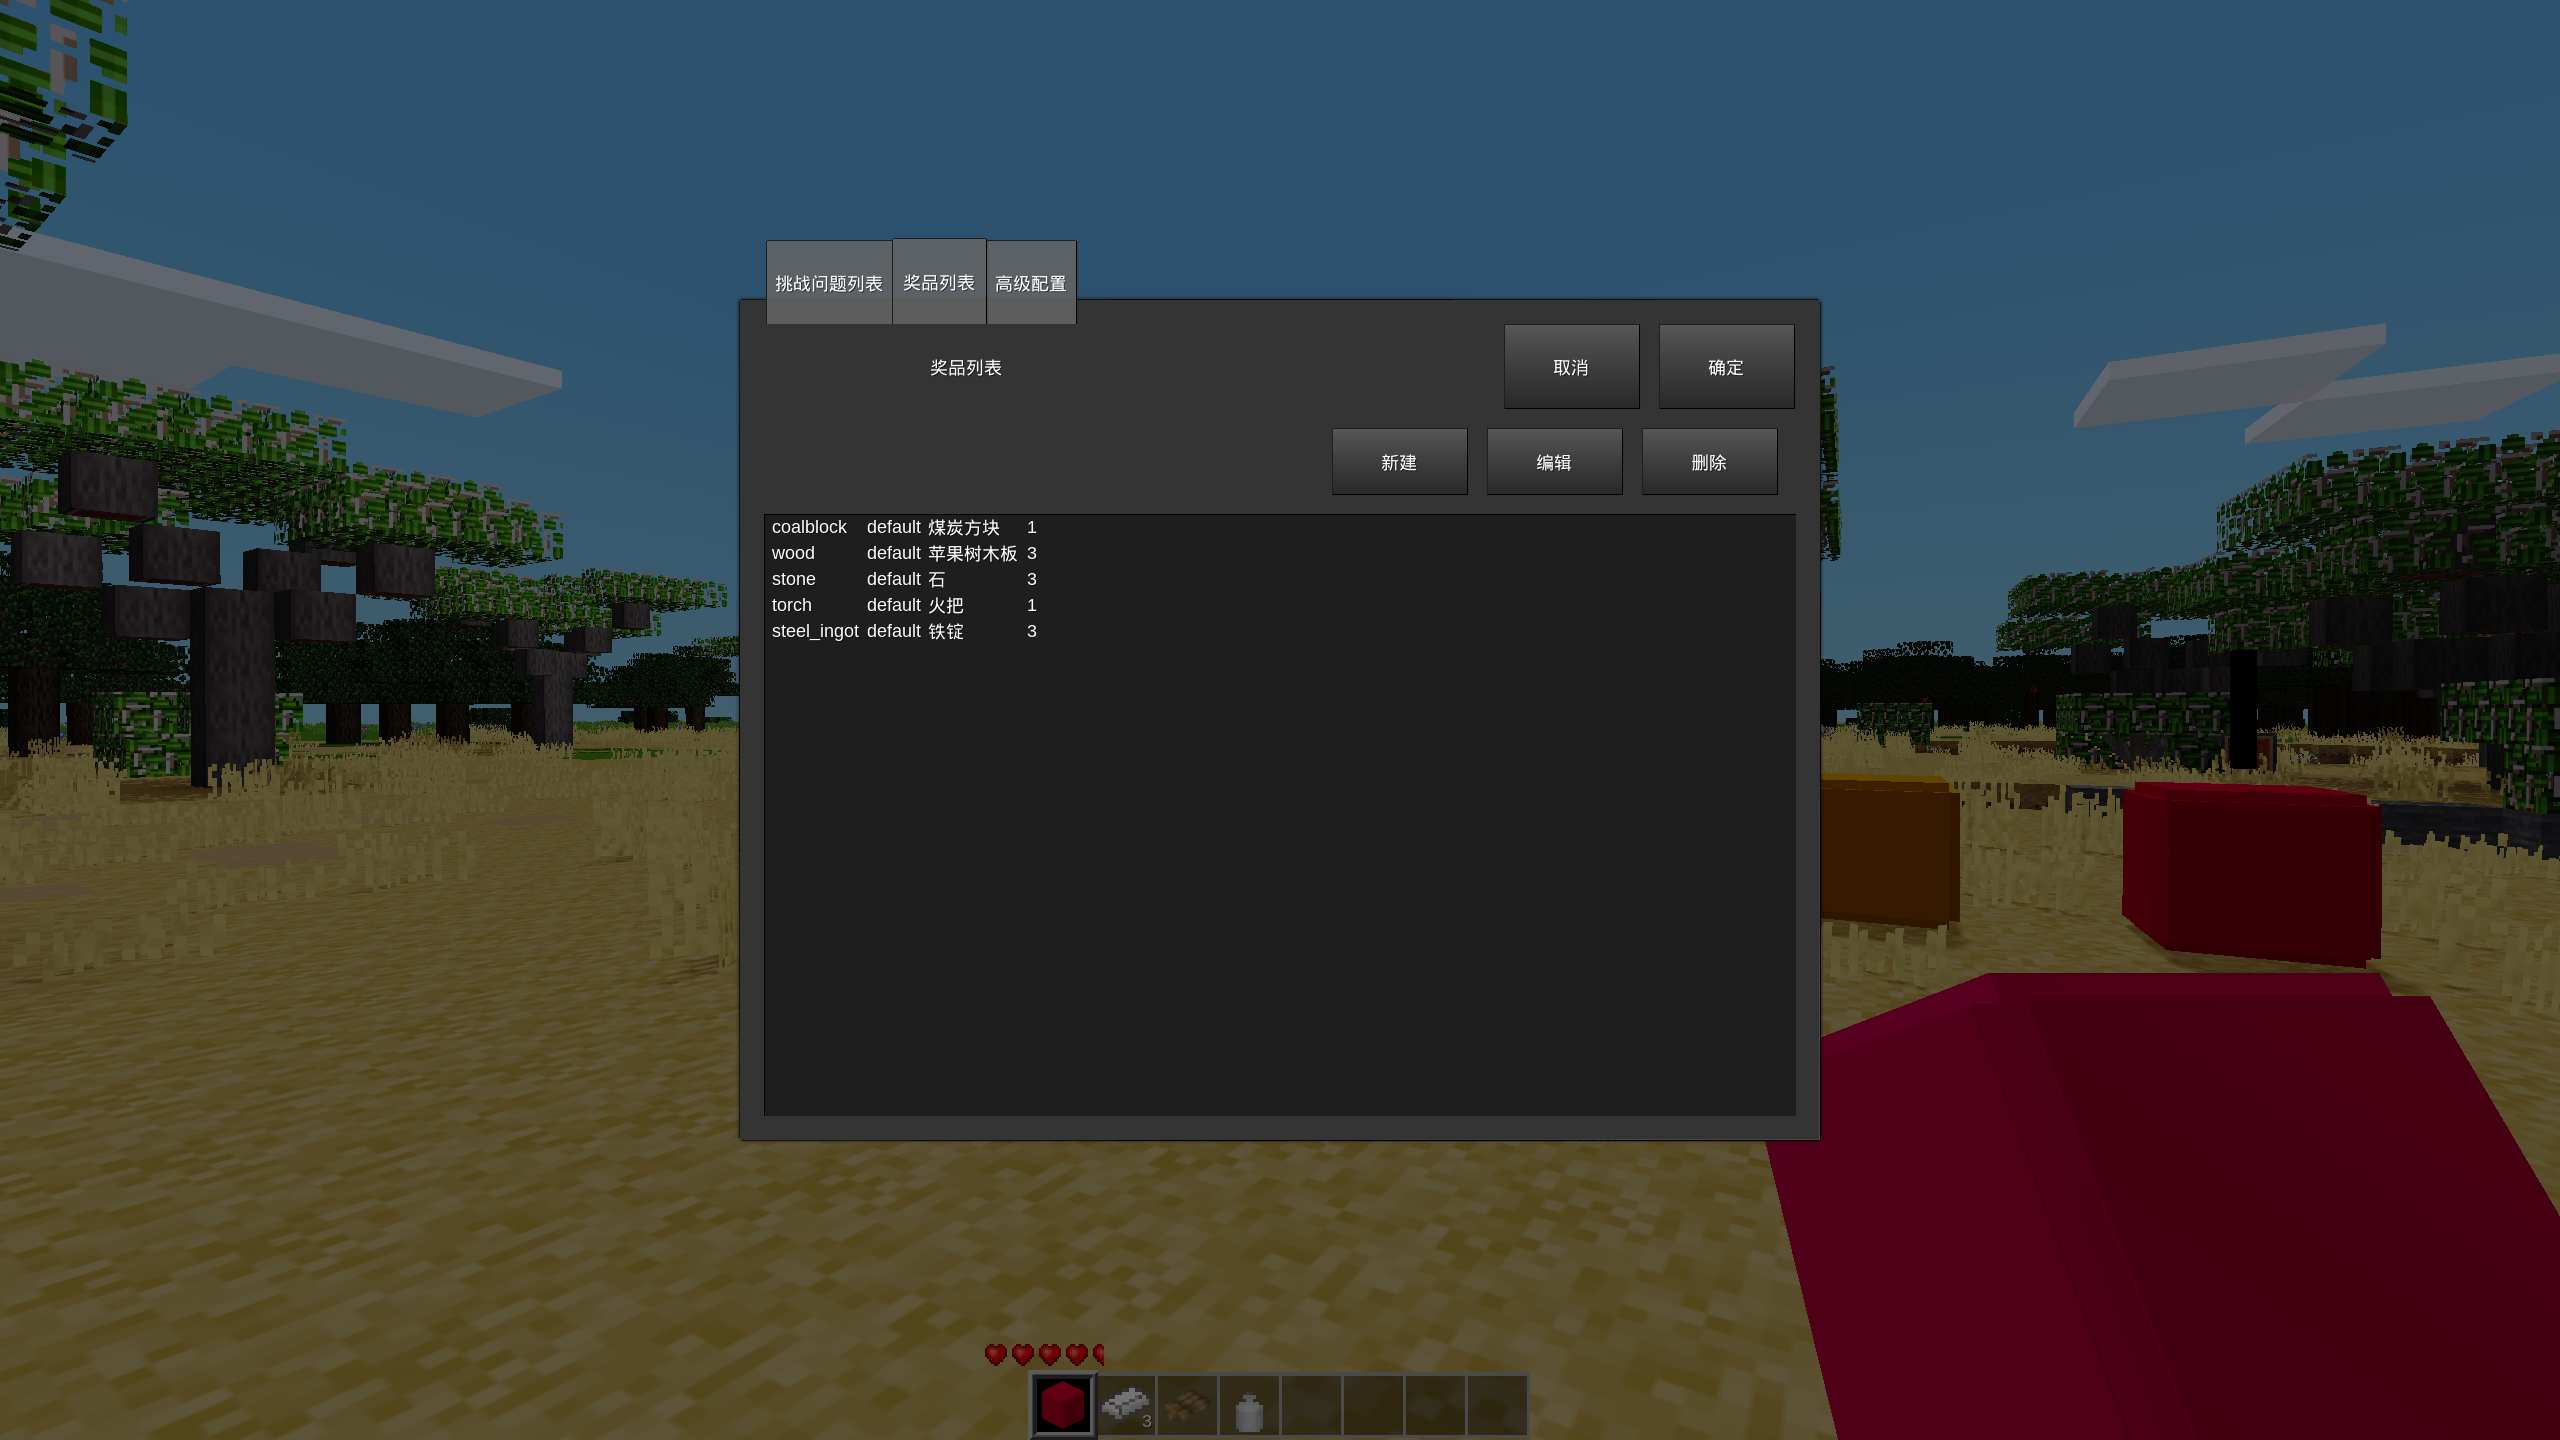 挑战问题列表 奖品列表 高级配置
奖品列表 取消 确定
新建 编辑 删除
coalblock default 煤炭方块 1
wood default 苹果树木板 3
stone default 石 3
torch default 火把 1
steel_ingot default 铁锭 3
3